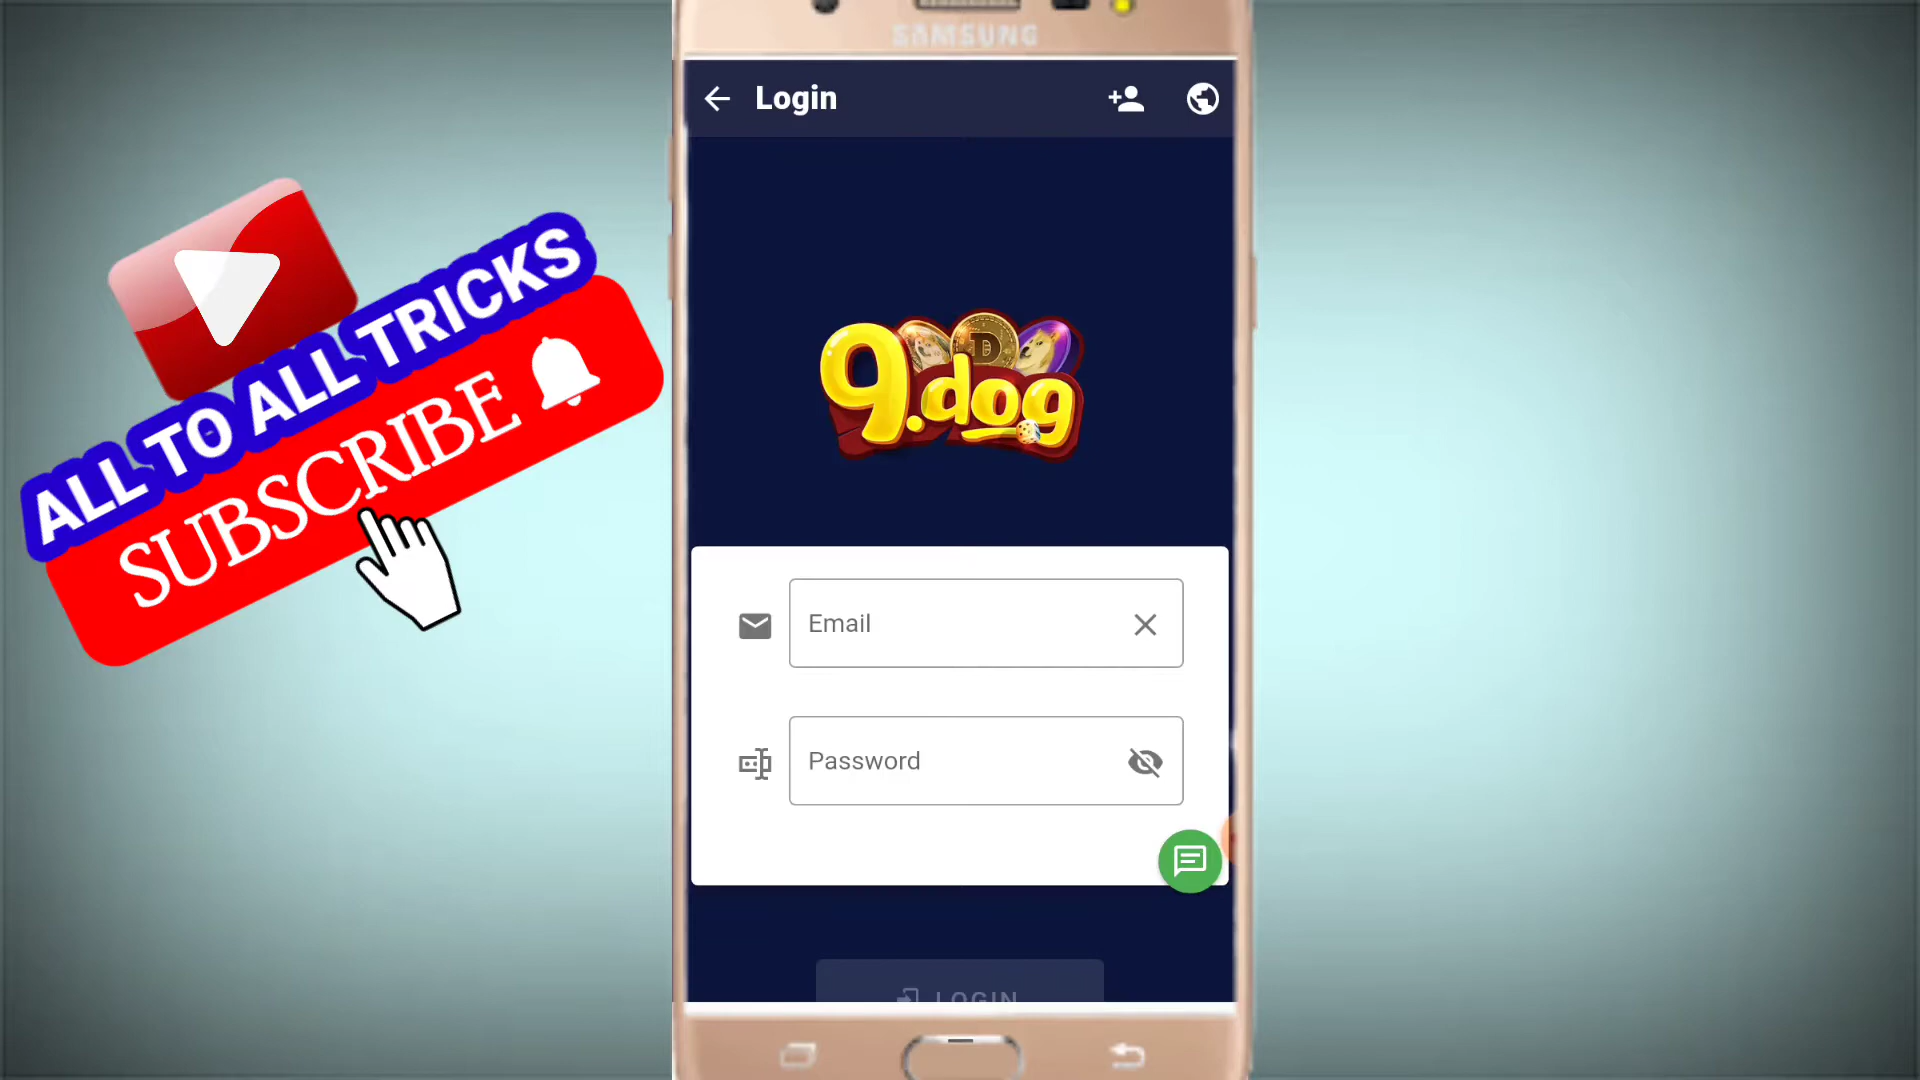 SAMSUNG
Login
9.dog
Email
Password
LOGIN
ALL TO ALL TRICKS
SUBSCRIBE